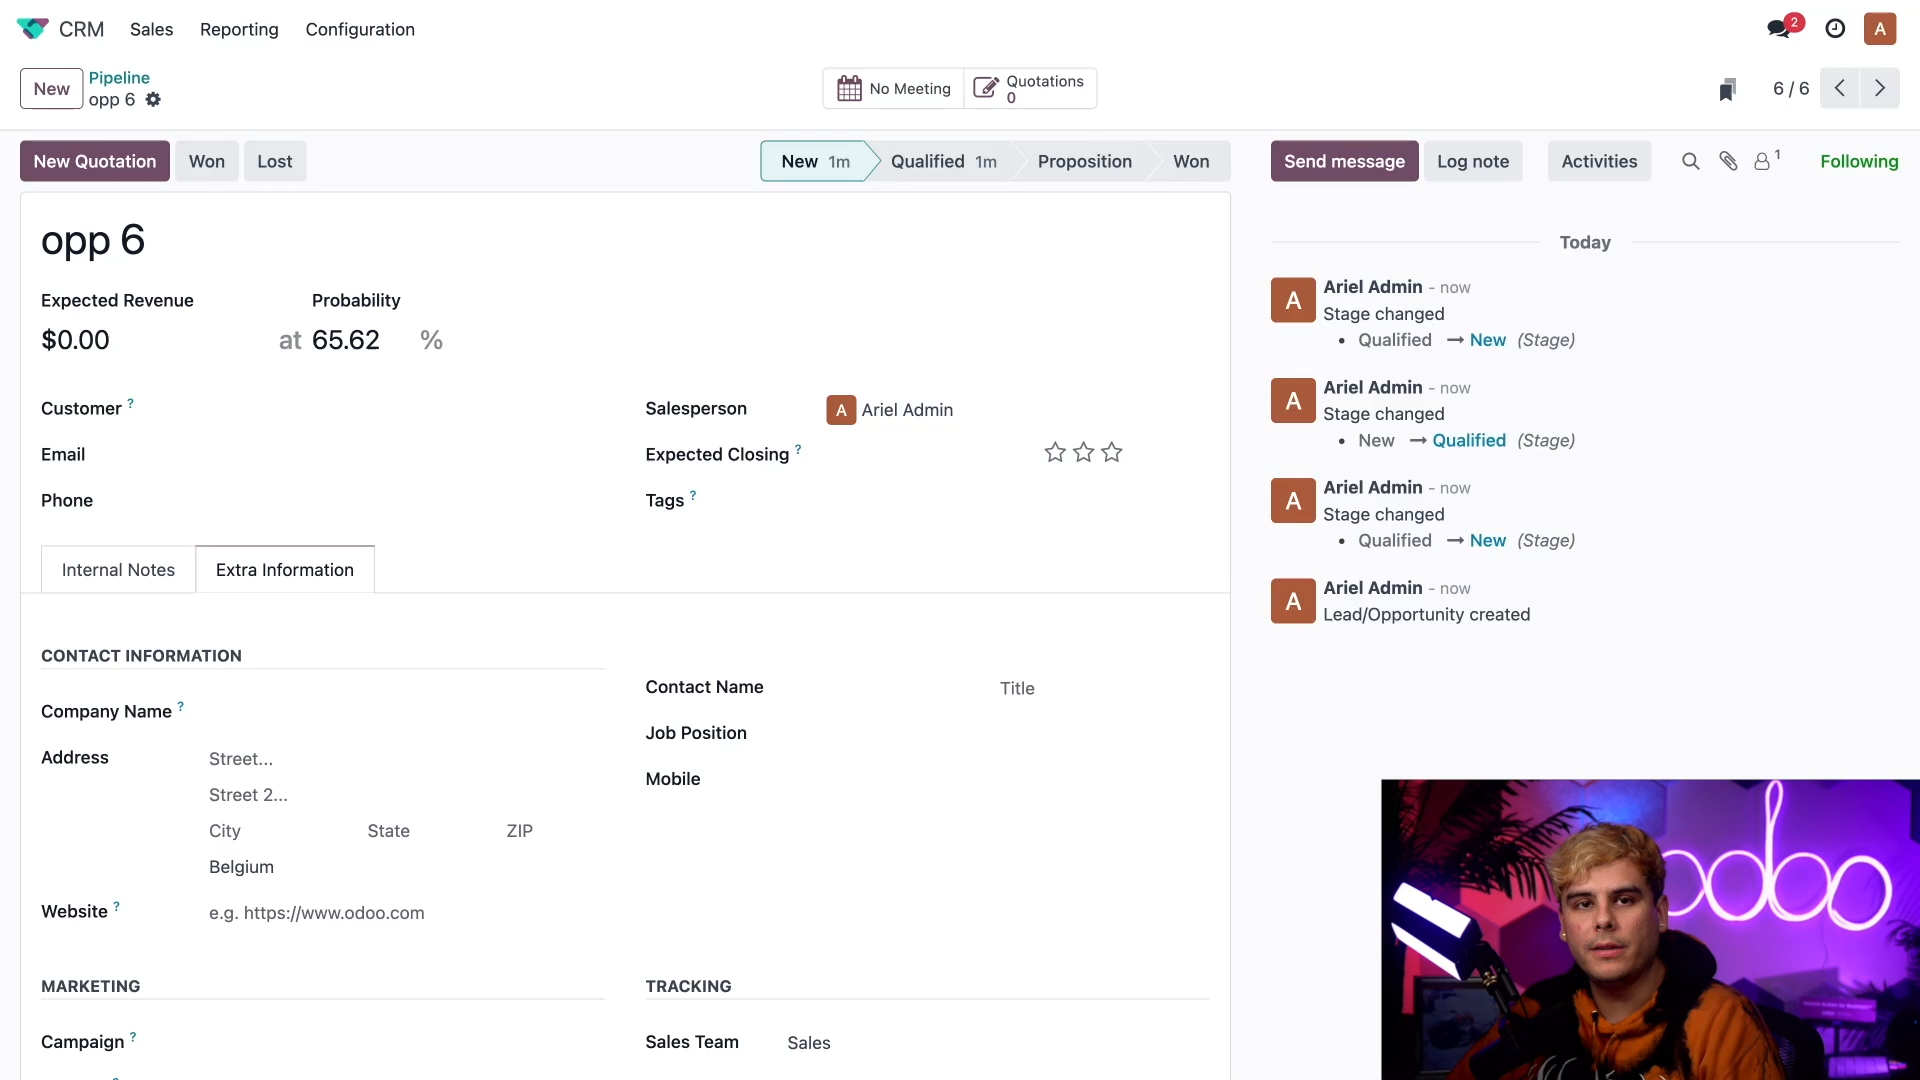 CRM Sales Reporting Configuration 2 A
New Pipeline
opp 6
No Meeting Quotations 0
6 / 6
New Quotation Won Lost
New 1m Qualified 1m Proposition Won
Send message Log note Activities 1 Following
opp 6
Expected Revenue Probability
$0.00 at 65.62 %
Customer ?
Email
Phone
Salesperson A Ariel Admin
Expected Closing ?
Tags ?
Internal Notes Extra Information
CONTACT INFORMATION
Company Name ?
Address Street...
Street 2...
City State ZIP
Belgium
Website ? e.g. https://www.odoo.com
Contact Name Title
Job Position
Mobile
MARKETING
Campaign ?
TRACKING
Sales Team Sales
Today
A Ariel Admin - now
Stage changed
• Qualified → New (Stage)
A Ariel Admin - now
Stage changed
• New → Qualified (Stage)
A Ariel Admin - now
Stage changed
• Qualified → New (Stage)
A Ariel Admin - now
Lead/Opportunity created
odoo